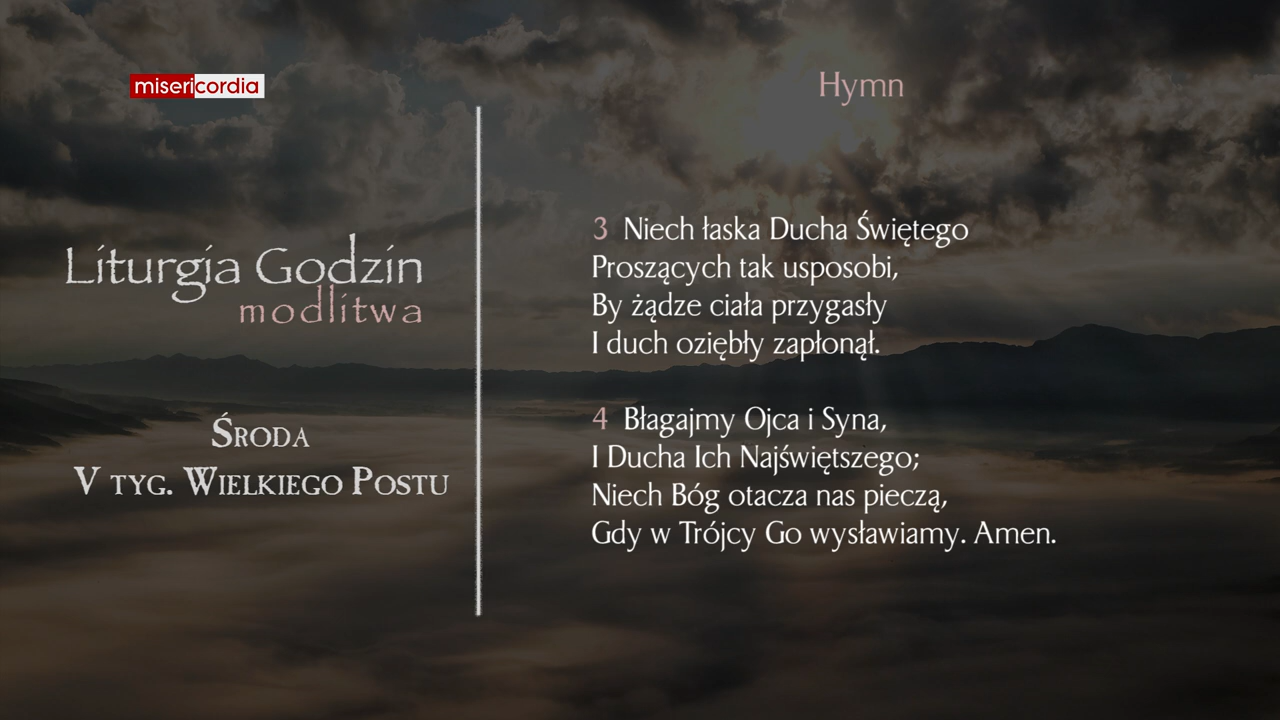 misericordia
Liturgia Godzin
modlitwa
Środa
V tyg. Wielkiego Postu
Hymn
3 Niech łaska Ducha Świętego
Proszących tak usposobi,
By żądze ciała przygasły
I duch oziębły zapłonął.
4 Błagajmy Ojca i Syna,
I Ducha Ich Najświętszego;
Niech Bóg otacza nas pieczą,
Gdy w Trójcy Go wysławiamy. Amen.